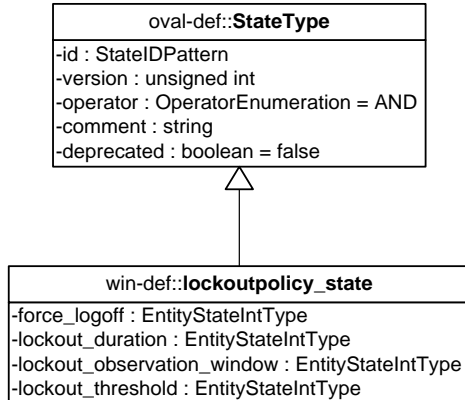 oval-def::StateType
-id : StateIDPattern
-version : unsigned int
-operator : OperatorEnumeration = AND
-comment : string
-deprecated : boolean = false
win-def::lockoutpolicy_state
-force_logoff : EntityStateIntType
-lockout_duration : EntityStateIntType
-lockout_observation_window : EntityStateIntType
-lockout_threshold : EntityStateIntType